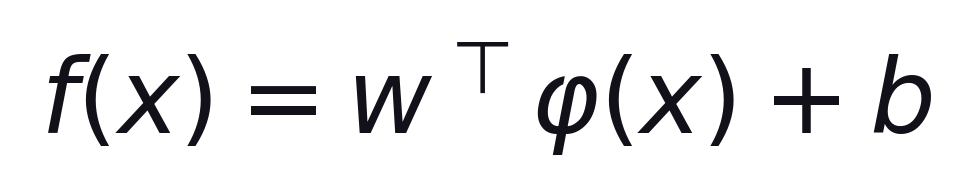 f(x) = w⊤φ(x) + b